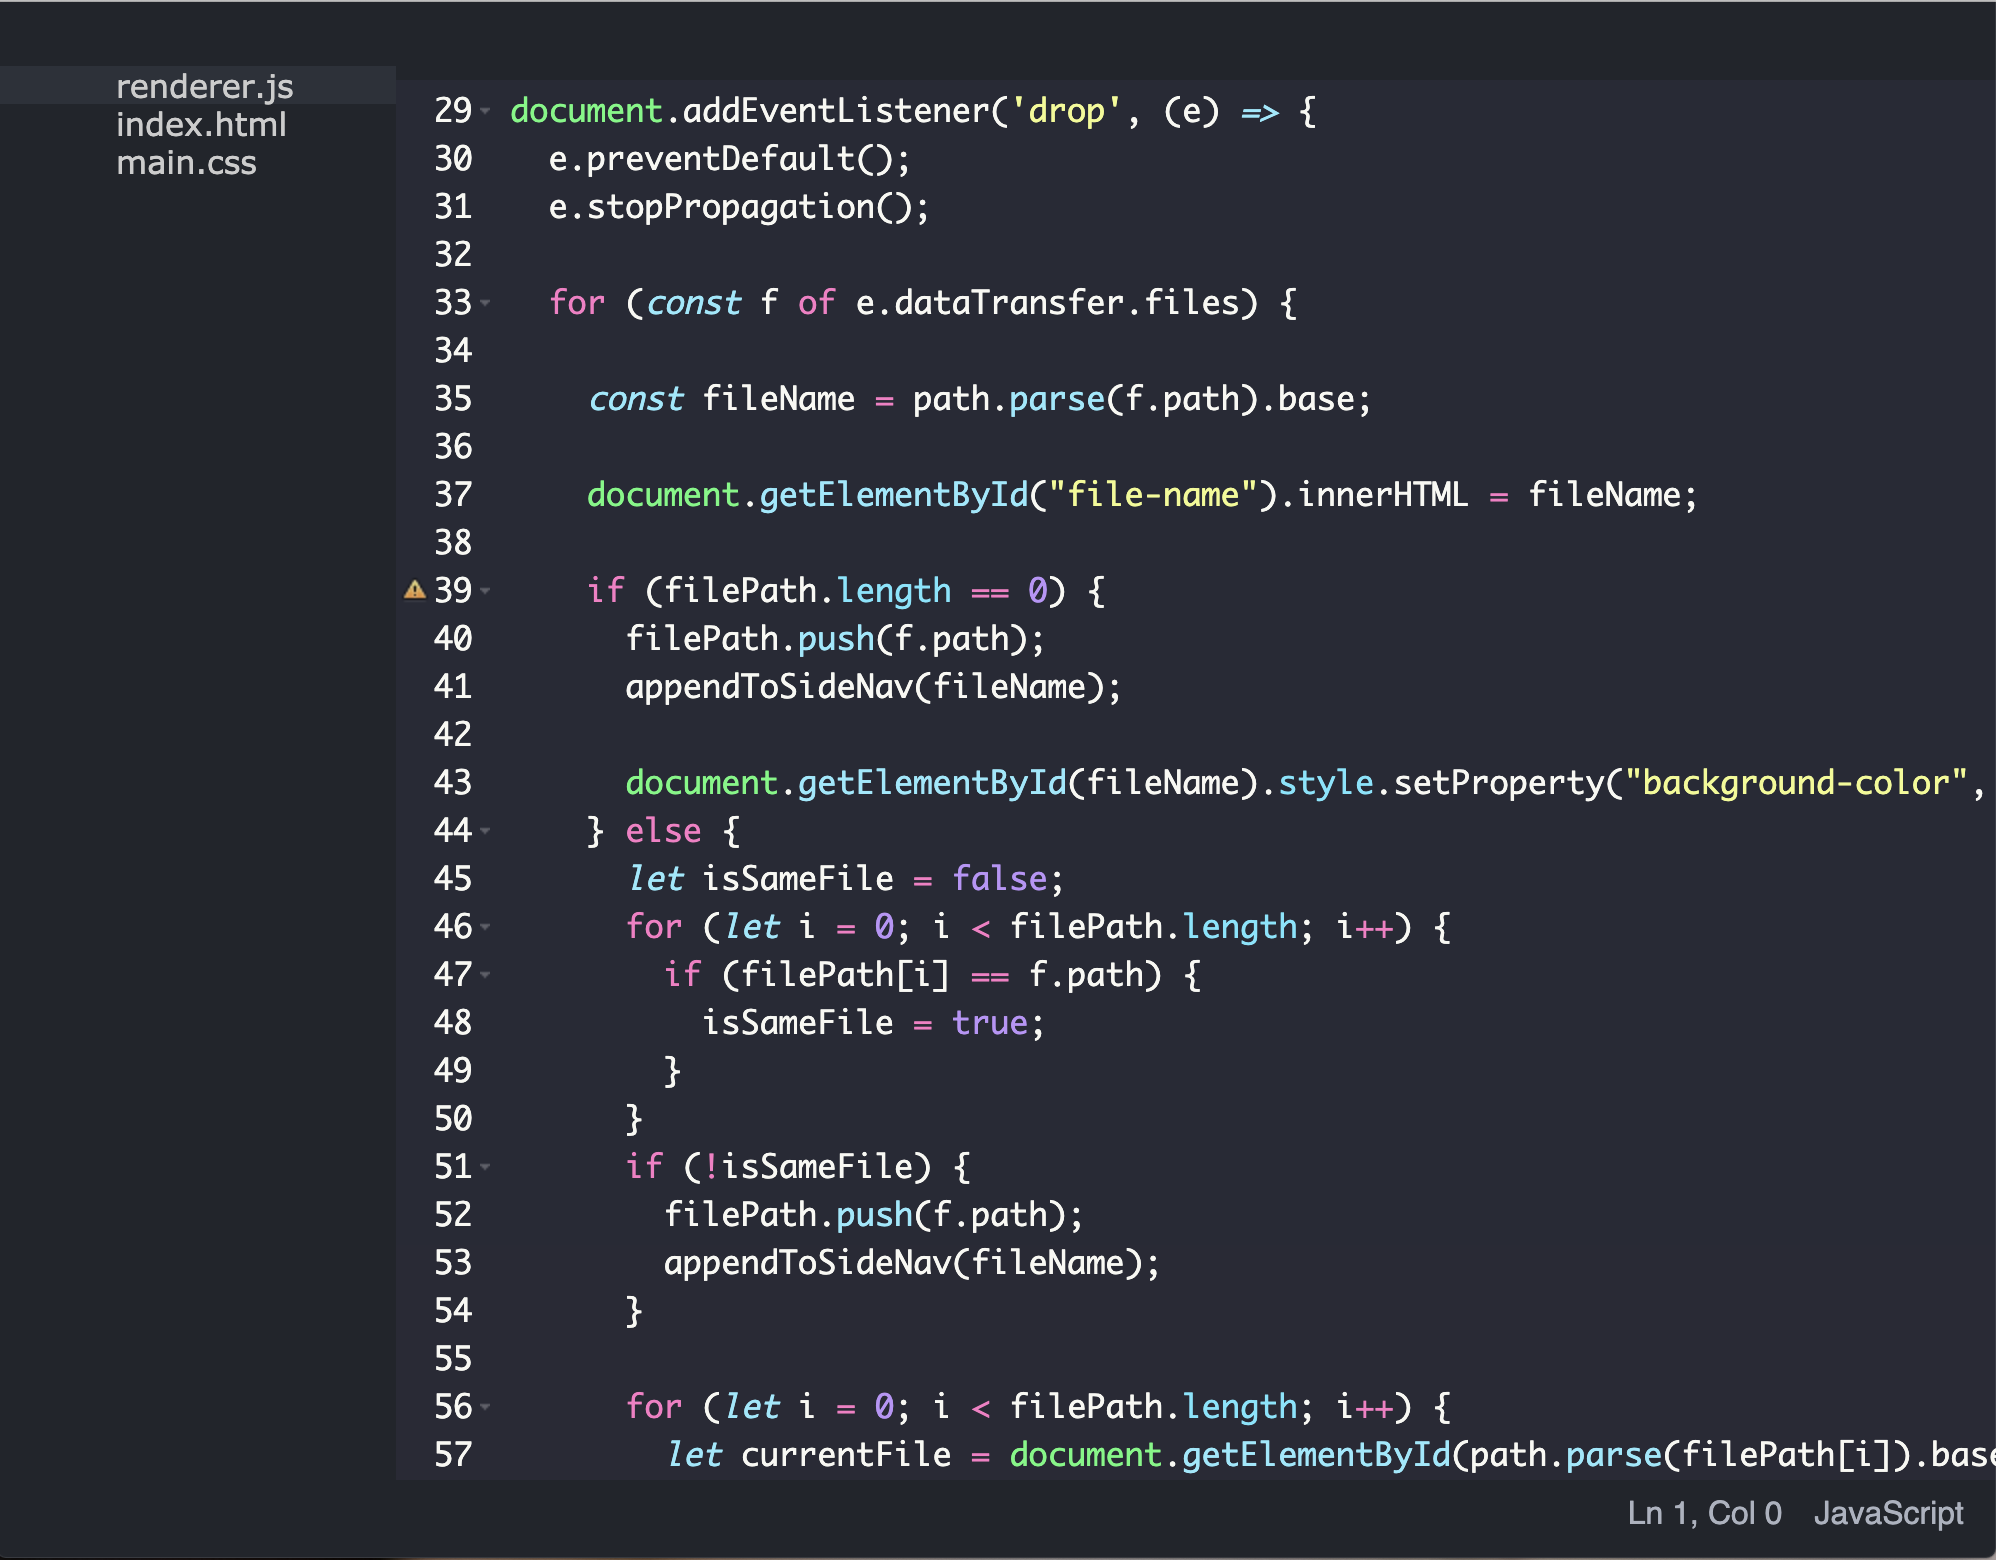 renderer.js
index.html
main.css
29 document.addEventListener('drop', (e) => {
30   e.preventDefault();
31   e.stopPropagation();
32
33   for (const f of e.dataTransfer.files) {
34
35     const fileName = path.parse(f.path).base;
36
37     document.getElementById("file-name").innerHTML = fileName;
38
39     if (filePath.length == 0) {
40       filePath.push(f.path);
41       appendToSideNav(fileName);
42
43       document.getElementById(fileName).style.setProperty("background-color",
44     } else {
45       let isSameFile = false;
46       for (let i = 0; i < filePath.length; i++) {
47         if (filePath[i] == f.path) {
48           isSameFile = true;
49         }
50       }
51       if (!isSameFile) {
52         filePath.push(f.path);
53         appendToSideNav(fileName);
54       }
55
56       for (let i = 0; i < filePath.length; i++) {
57         let currentFile = document.getElementById(path.parse(filePath[i]).base
Ln 1, Col 0 JavaScript